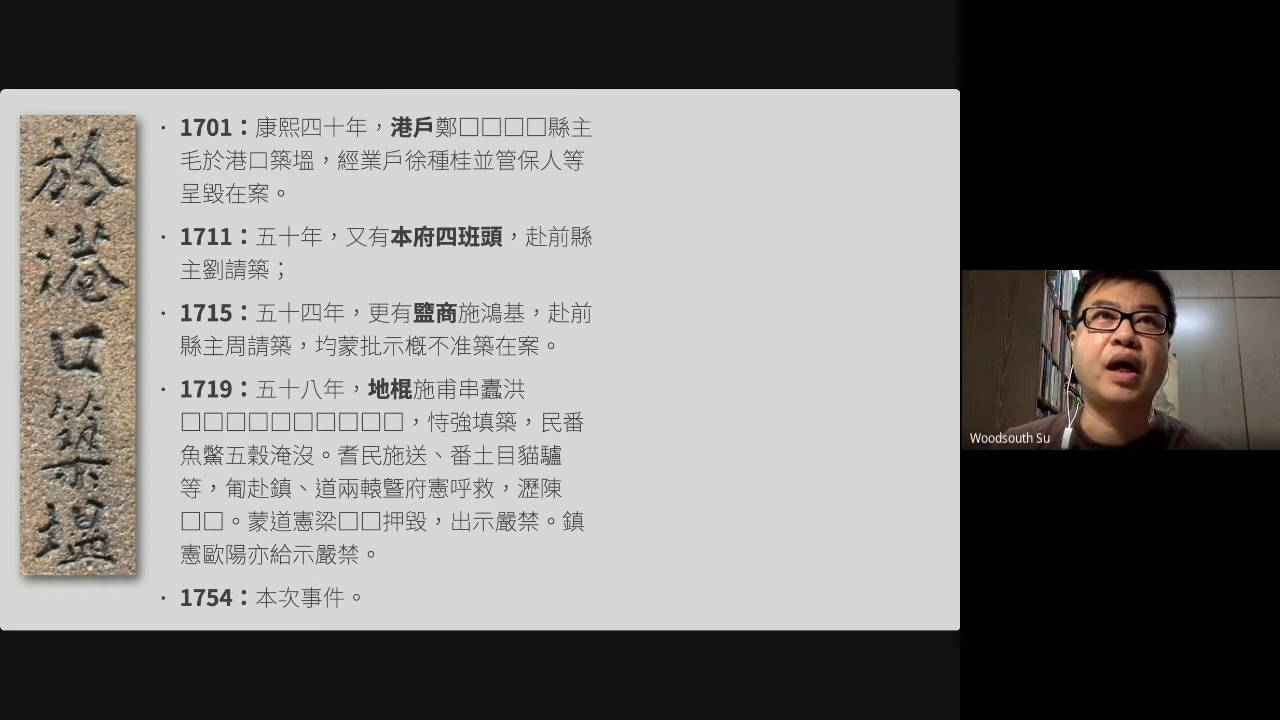 於港口築塭
· 1701：康熙四十年，港戶鄭□□□□縣主
毛於港口築塭，經業戶徐種桂並管保人等
呈毀在案。
· 1711：五十年，又有本府四班頭，赴前縣
主劉請築；
· 1715：五十四年，更有鹽商施鴻基，赴前
縣主周請築，均蒙批示概不准築在案。
· 1719：五十八年，地棍施甫串蠹洪
□□□□□□□□□□，恃強填築，民番
魚鱉五穀淹沒。耆民施送、番土目貓驢
等，匍赴鎮、道兩轅暨府憲呼救，瀝陳
□□。蒙道憲梁□□押毀，出示嚴禁。鎮
憲歐陽亦給示嚴禁。
· 1754：本次事件。
Woodsouth Su